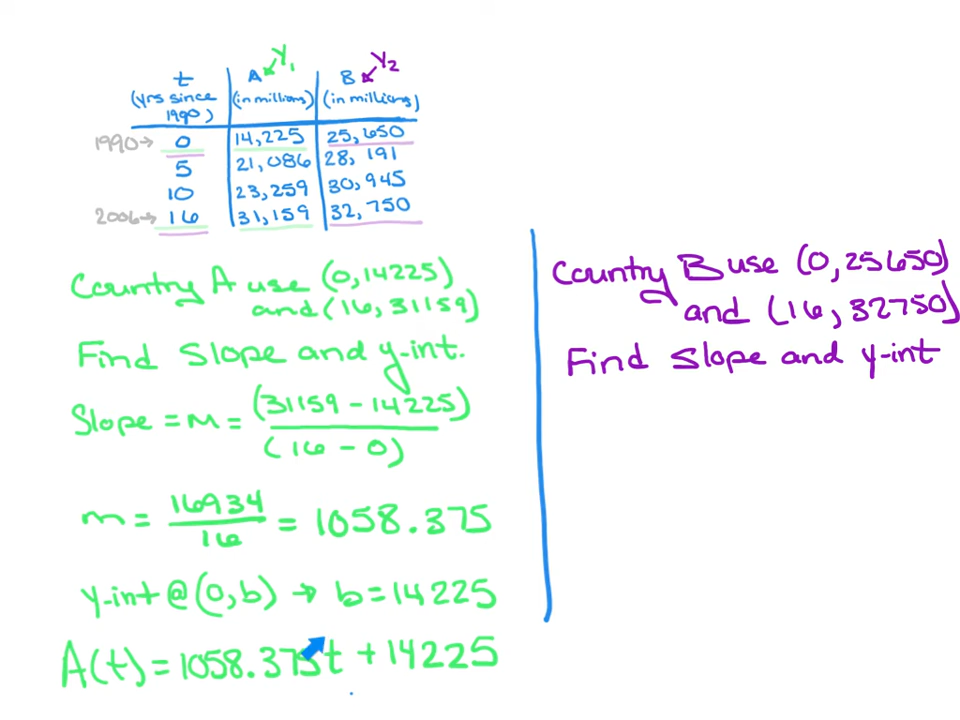 Y₁
Y₂
t A B
(yrs since 1990) (in millions) (in millions)
1990→ 0 14,225 25,650
5 21,086 28,191
10 23,259 30,945
2006→ 16 31,159 32,750
Country A use (0,14225)
and (16,31159)
Find Slope and y-int.
Slope = m = (31159 - 14225)
(16 - 0)
m = 16934 = 1058.375
16
y-int @ (0,b) → b=14225
A(t) = 1058.375t + 14225
Country B use (0,25650)
and (16, 32750)
Find Slope and y-int